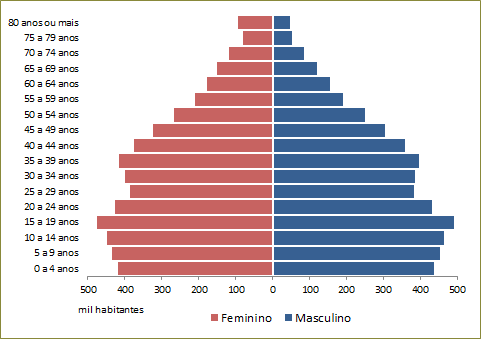 80 anos ou mais
75 a 79 anos
70 a 74 anos
65 a 69 anos
60 a 64 anos
55 a 59 anos
50 a 54 anos
45 a 49 anos
40 a 44 anos
35 a 39 anos
30 a 34 anos
25 a 29 anos
20 a 24 anos
15 a 19 anos
10 a 14 anos
5 a 9 anos
0 a 4 anos
500 400 300 200 100 0 100 200 300 400 500
mil habitantes
Feminino Masculino